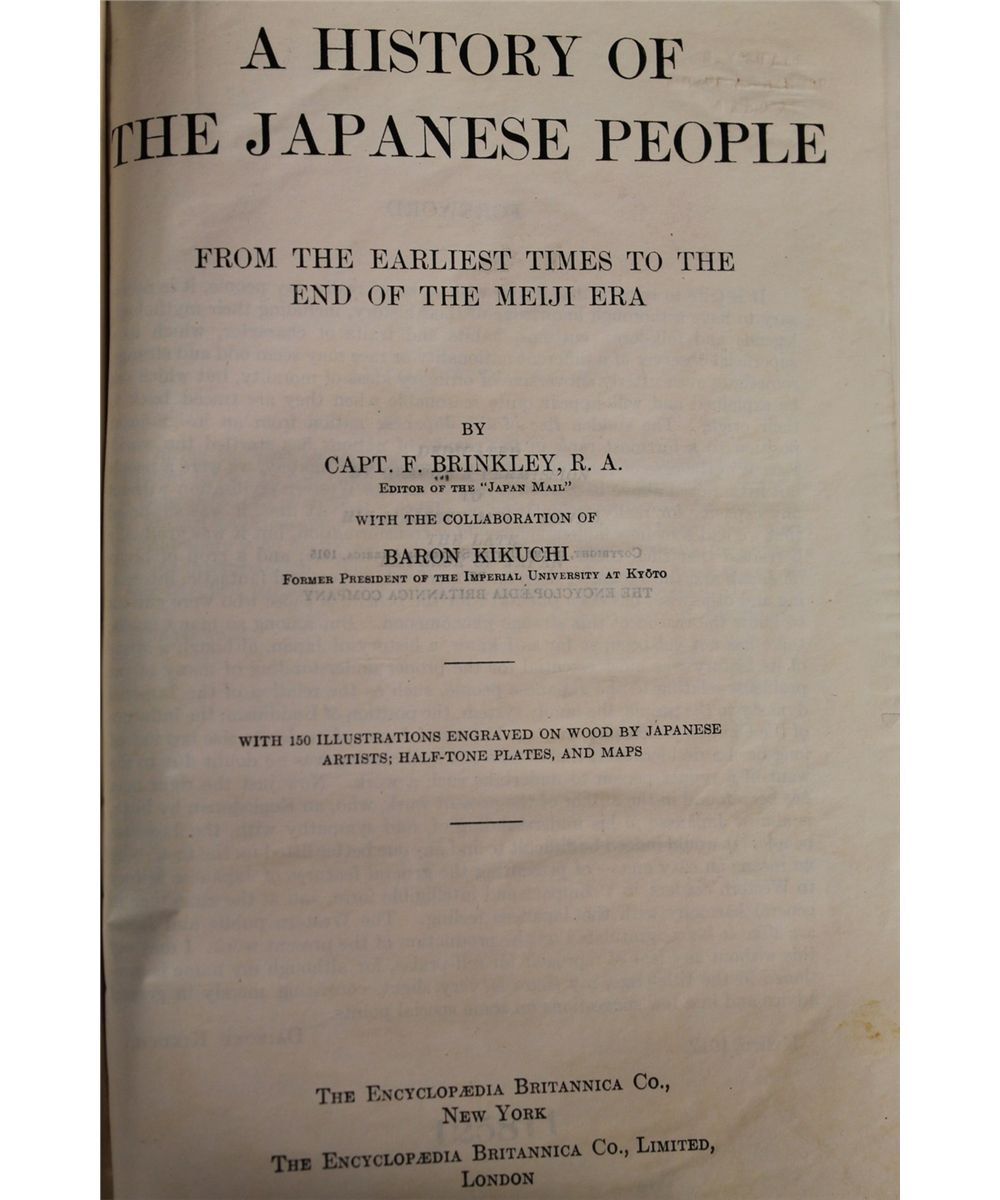 A HISTORY OF
THE JAPANESE PEOPLE
FROM THE EARLIEST TIMES TO THE
END OF THE MEIJI ERA
BY
CAPT. F. BRINKLEY, R. A.
EDITOR OF THE "JAPAN MAIL"
WITH THE COLLABORATION OF
BARON KIKUCHI
FORMER PRESIDENT OF THE IMPERIAL UNIVERSITY AT KYŌTO
WITH 150 ILLUSTRATIONS ENGRAVED ON WOOD BY JAPANESE
ARTISTS; HALF-TONE PLATES, AND MAPS
THE ENCYCLOPÆDIA BRITANNICA CO.,
NEW YORK
THE ENCYCLOPÆDIA BRITANNICA CO., LIMITED,
LONDON